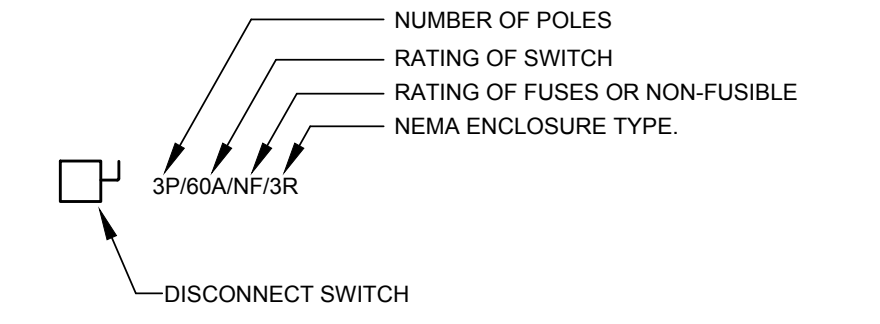 NUMBER OF POLES
RATING OF SWITCH
RATING OF FUSES OR NON-FUSIBLE
NEMA ENCLOSURE TYPE.
3P/60A/NF/3R
DISCONNECT SWITCH